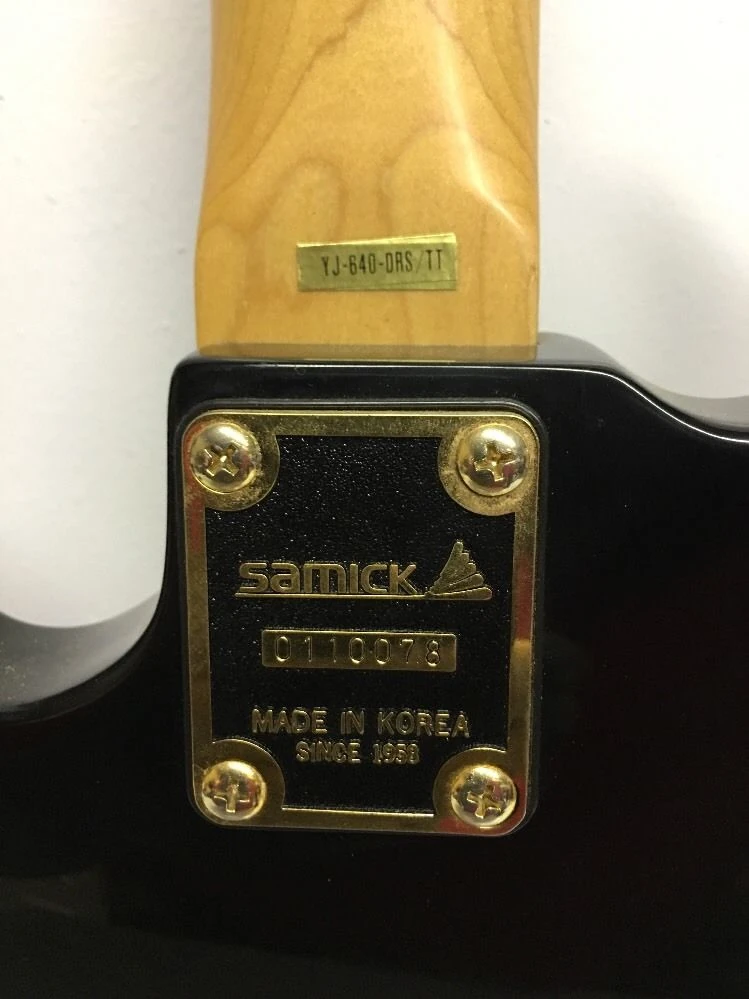 YJ-640-DRS/TT
samick
0110078
MADE IN KOREA
SINCE 1958